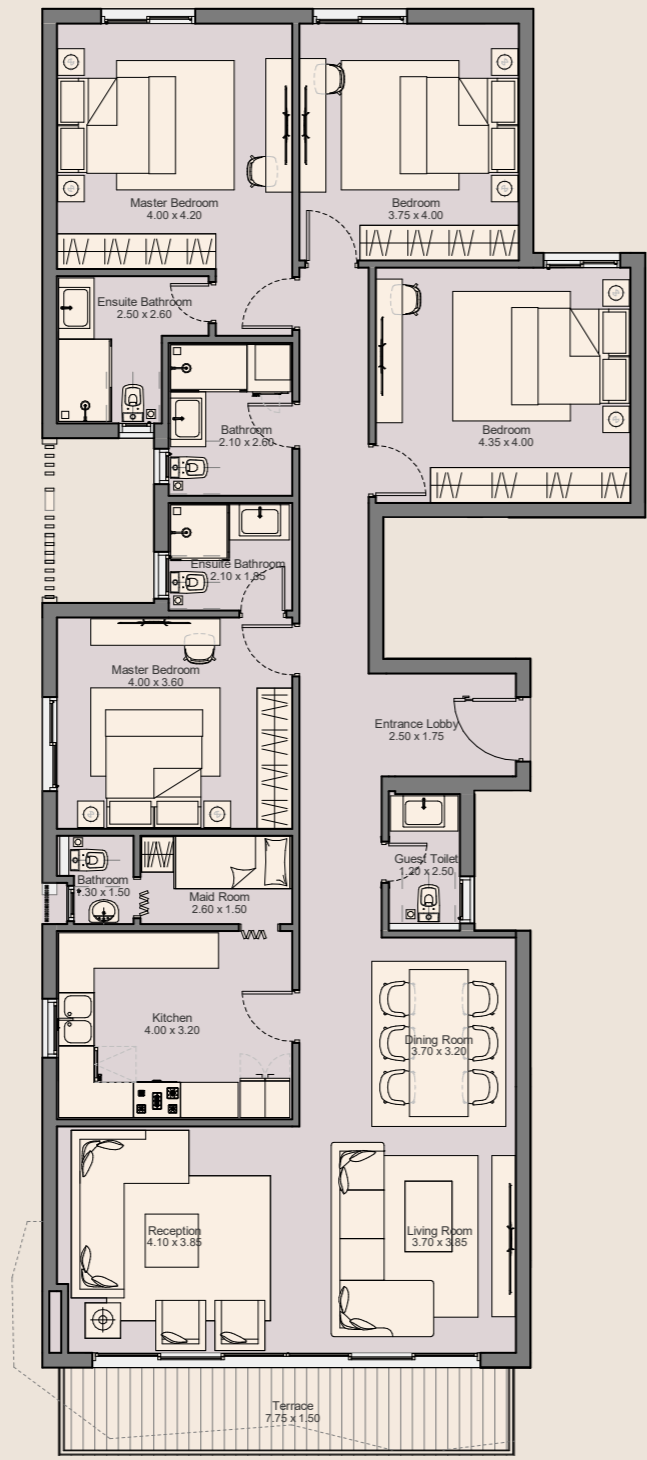 Master Bedroom
4.00 x 4.20
Bedroom
3.75 x 4.00
Ensuite Bathroom
2.50 x 2.60
Bathroom
2.10 x 2.60
Bedroom
4.35 x 4.00
Ensuite Bathroom
2.10 x 1.85
Master Bedroom
4.00 x 3.60
Entrance Lobby
2.50 x 1.75
Guest Toilet
1.20 x 2.50
Bathroom
1.30 x 1.50
Maid Room
2.60 x 1.50
Kitchen
4.00 x 3.20
Dining Room
3.70 x 3.20
Reception
4.10 x 3.85
Living Room
3.70 x 3.85
Terrace
7.75 x 1.50